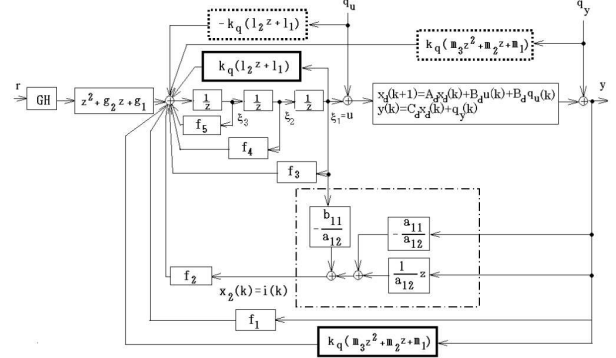 -k_q(l_2z+l_1)
q_u
q_y
k_q(m_3z^2+m_2z+m_1)
k_q(l_2z+l_1)
r
GH
z^2+g_2z+g_1
1/z
ξ_3
1/z
ξ_2
1/z
ξ_1=u
x_d(k+1)=A_dx_d(k)+B_du(k)+B_dq_u(k)
y(k)=C_dx_d(k)+q_y(k)
y
f_5
f_4
f_3
-b_11/a_12
-a_11/a_12
1/a_12 z
f_2
x_2(k)=i(k)
f_1
k_q(m_3z^2+m_2z+m_1)